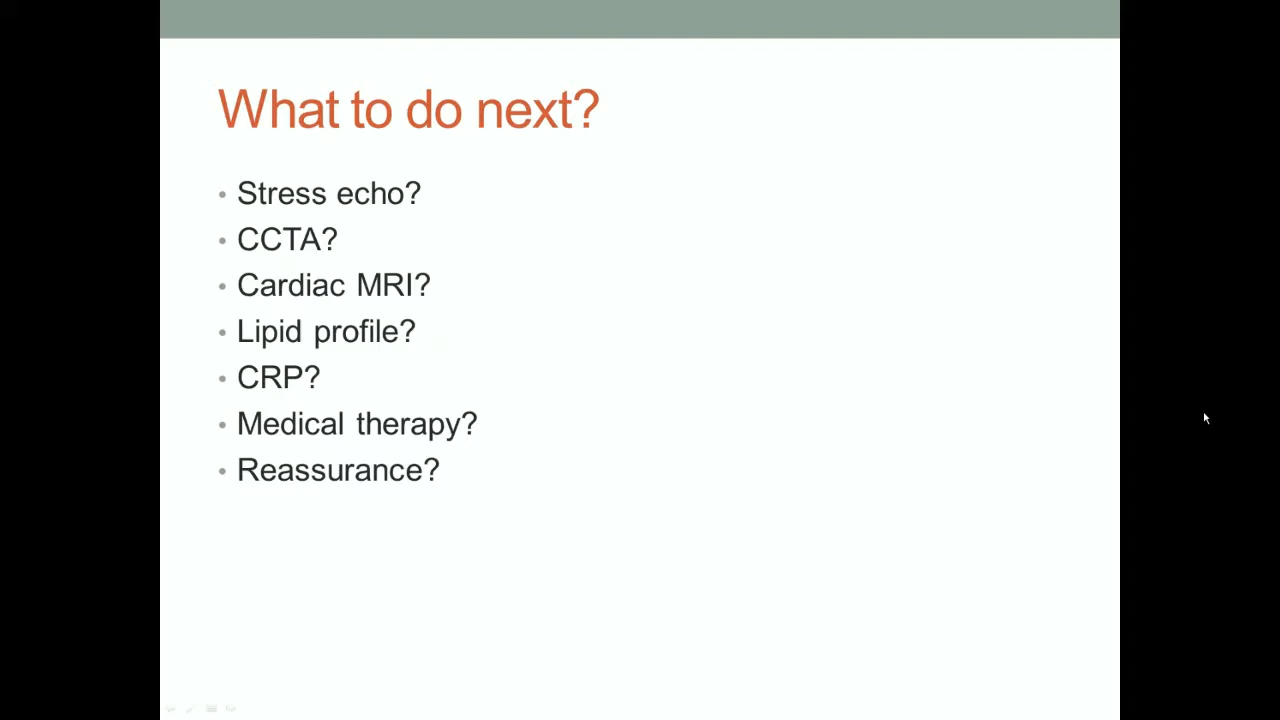 What to do next?
• Stress echo?
• CCTA?
• Cardiac MRI?
• Lipid profile?
• CRP?
• Medical therapy?
• Reassurance?